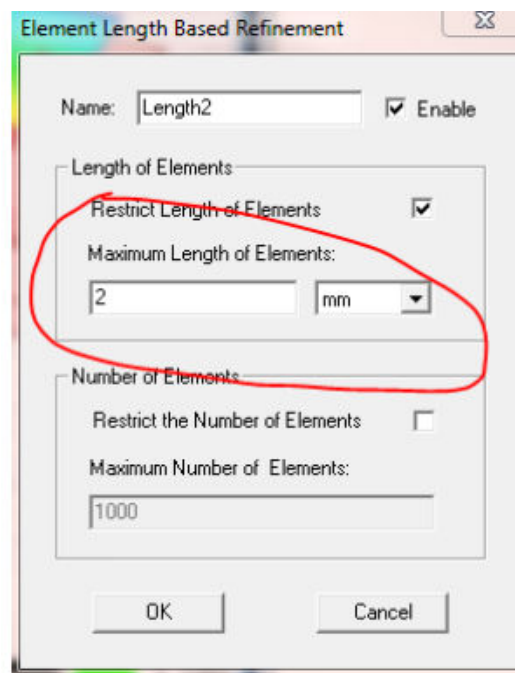 Element Length Based Refinement
Name: Length2 Enable
Length of Elements
Restrict Length of Elements
Maximum Length of Elements:
2 mm
Number of Elements
Restrict the Number of Elements
Maximum Number of Elements:
1000
OK Cancel